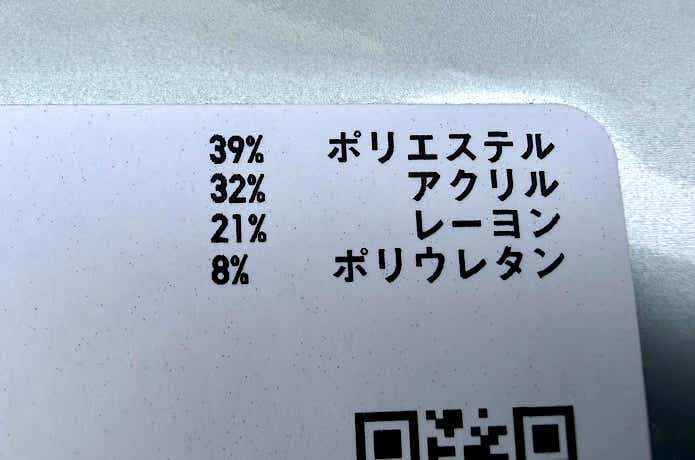 39% ポリエステル
32% アクリル
21% レーヨン
8% ポリウレタン